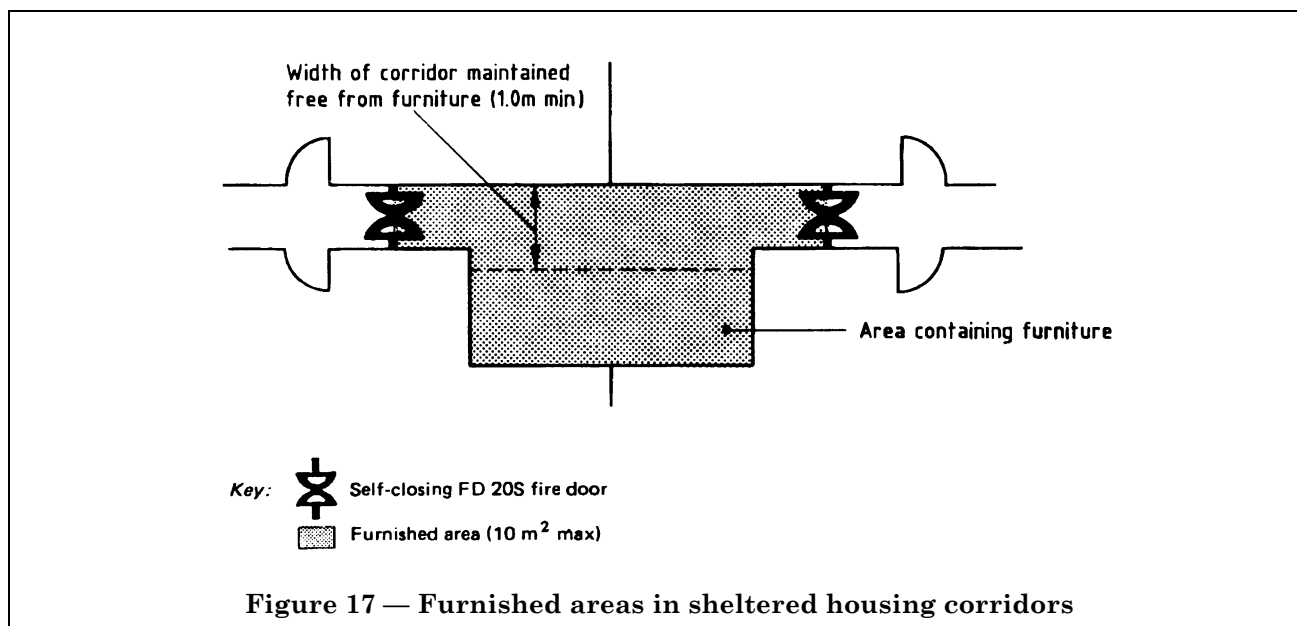 Width of corridor maintained
free from furniture (1.0m min)
Area containing furniture
Key:
Self-closing FD 20S fire door
Furnished area (10 m² max)
Figure 17 — Furnished areas in sheltered housing corridors